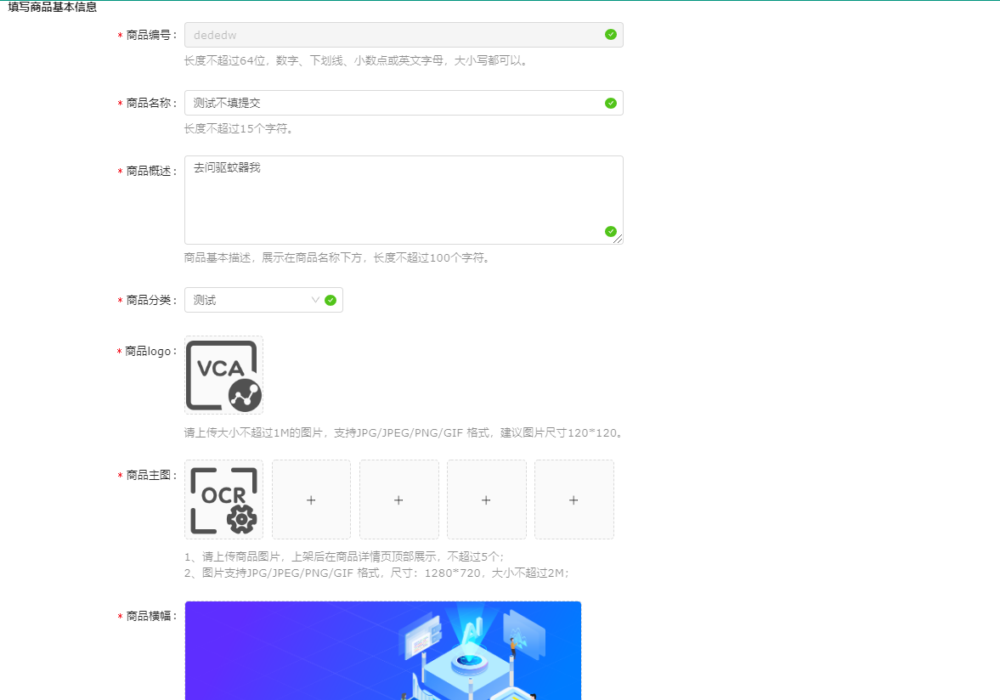 填写商品基本信息
* 商品编号：
dededw
长度不超过64位，数字、下划线、小数点或英文字母，大小写都可以。
* 商品名称：
测试不填提交
长度不超过15个字符。
* 商品概述：
去问驱蚊器我
商品基本描述，展示在商品名称下方，长度不超过100个字符。
* 商品分类：
测试
* 商品logo：
VCA
请上传大小不超过1M的图片，支持JPG/JPEG/PNG/GIF 格式，建议图片尺寸120*120。
* 商品主图：
OCR
+ + + +
1、请上传商品图片，上架后在商品详情页顶部展示，不超过5个；
2、图片支持JPG/JPEG/PNG/GIF 格式，尺寸：1280*720，大小不超过2M；
* 商品横幅：
AI